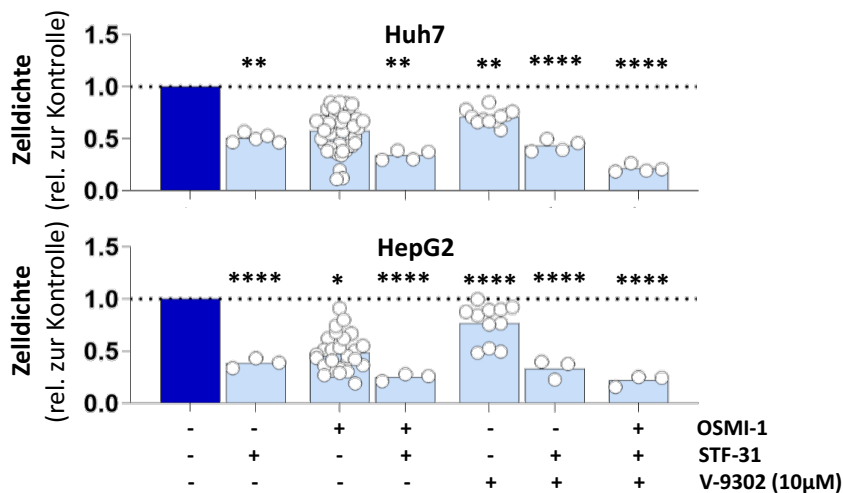 Huh7
Zelldichte
(rel. zur Kontrolle)
1.5
** ** ** **** ****
1.0
0.5
0.0
HepG2
Zelldichte
(rel. zur Kontrolle)
1.5
**** * **** **** **** ****
1.0
0.5
0.0
- - + + - - + OSMI-1
- + - + - + + STF-31
- - - - + + + V-9302 (10µM)